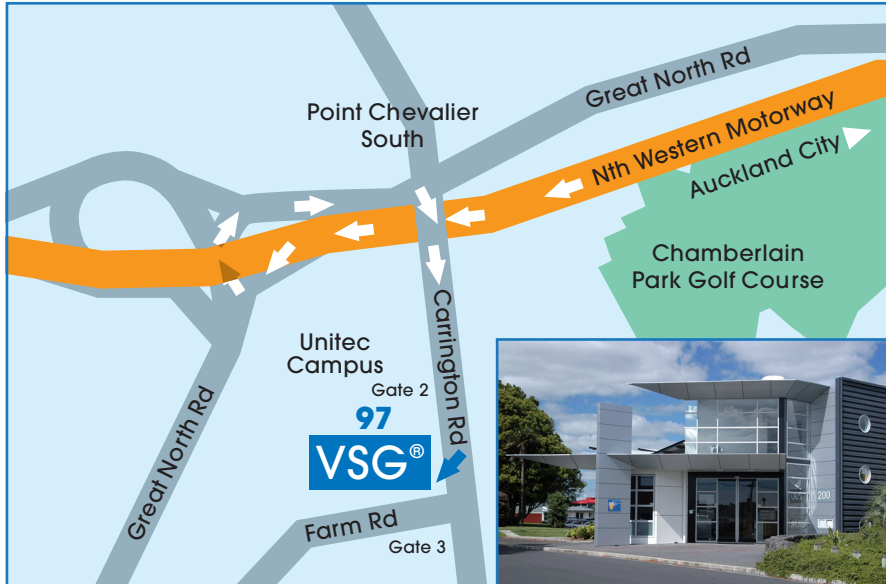 Great North Rd
Point Chevalier
South
Nth Western Motorway
Auckland City
Chamberlain
Park Golf Course
Unitec
Campus
Carrington Rd
Gate 2
97
VSG®
Great North Rd
Farm Rd
Gate 3
200